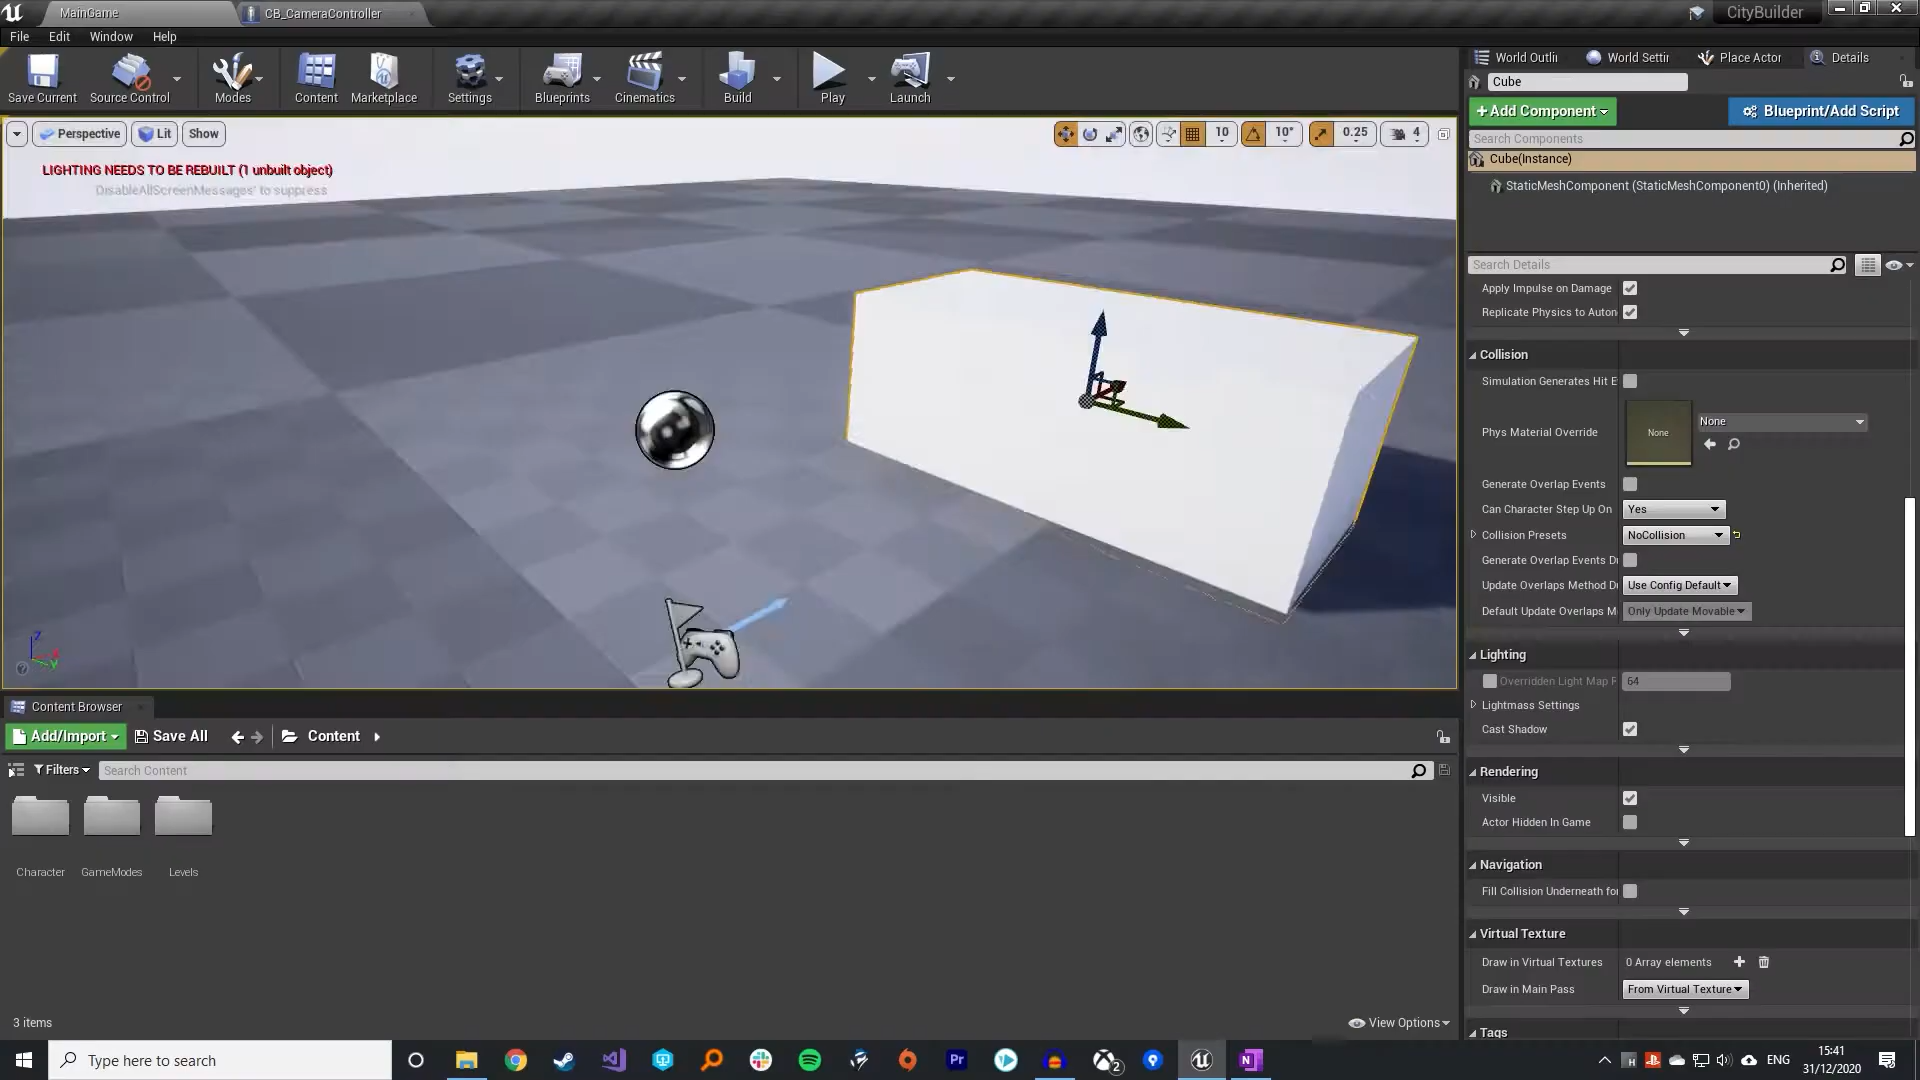 MainGame
CB_CameraController
CityBuilder
File Edit Window Help
Save Current
Source Control
Modes
Content
Marketplace
Settings
Blueprints
Cinematics
Build
Play
Launch
Perspective
Lit
Show
10
10°
0.25
4
LIGHTING NEEDS TO BE REBUILT (1 unbuilt object)
DisableAllScreenMessages' to suppress
Z
X
Y
World Outli
World Settin
Place Actor
Details
Cube
+Add Component
Blueprint/Add Script
Search Components
Cube(Instance)
StaticMeshComponent (StaticMeshComponent0) (Inherited)
Search Details
Apply Impulse on Damage
Replicate Physics to Auton
Collision
Simulation Generates Hit E
Phys Material Override
None
None
Generate Overlap Events
Can Character Step Up On
Yes
Collision Presets
NoCollision
Generate Overlap Events D
Update Overlaps Method D
Use Config Default
Default Update Overlaps M
Only Update Movable
Lighting
Overridden Light Map R
64
Lightmass Settings
Cast Shadow
Rendering
Visible
Actor Hidden In Game
Navigation
Fill Collision Underneath for
Virtual Texture
Draw in Virtual Textures
0 Array elements
Draw in Main Pass
From Virtual Texture
Tags
Content Browser
Add/Import
Save All
Content
Filters
Search Content
Character
GameModes
Levels
3 items
View Options
Type here to search
Pr
2
N
ENG
15:41
31/12/2020